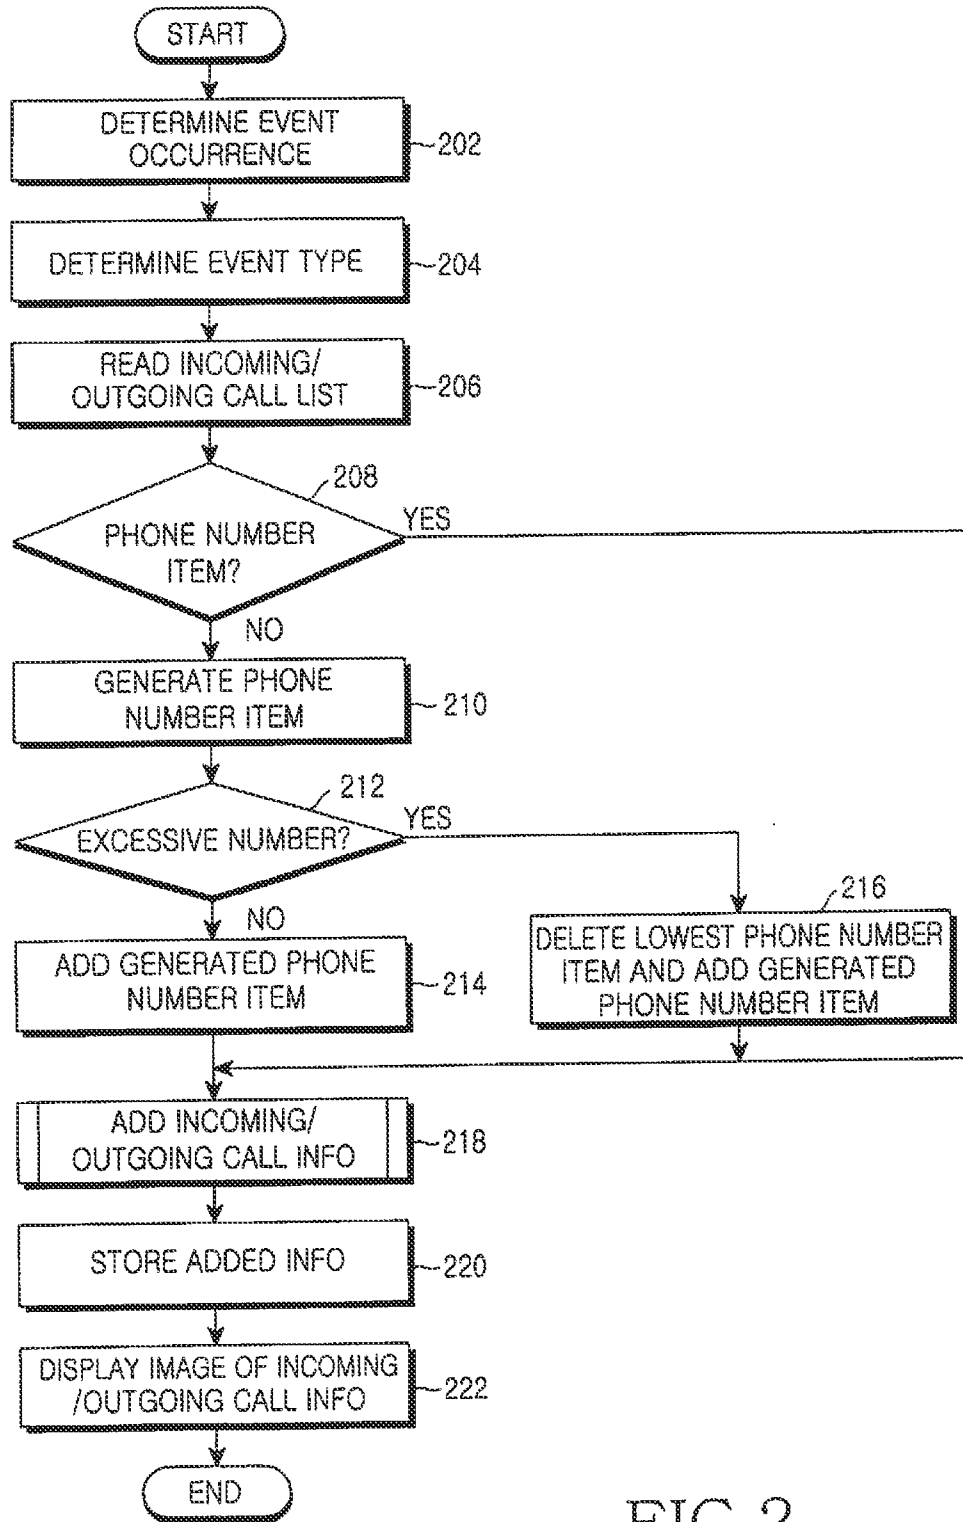 START
DETERMINE EVENT
OCCURRENCE
202
DETERMINE EVENT TYPE
204
READ INCOMING/
OUTGOING CALL LIST
206
208
PHONE NUMBER
ITEM?
YES
NO
GENERATE PHONE
NUMBER ITEM
210
212
EXCESSIVE NUMBER?
YES
NO
216
DELETE LOWEST PHONE NUMBER
ITEM AND ADD GENERATED
PHONE NUMBER ITEM
ADD GENERATED PHONE
NUMBER ITEM
214
ADD INCOMING/
OUTGOING CALL INFO
218
STORE ADDED INFO
220
DISPLAY IMAGE OF INCOMING
/OUTGOING CALL INFO
222
END
FIG.2